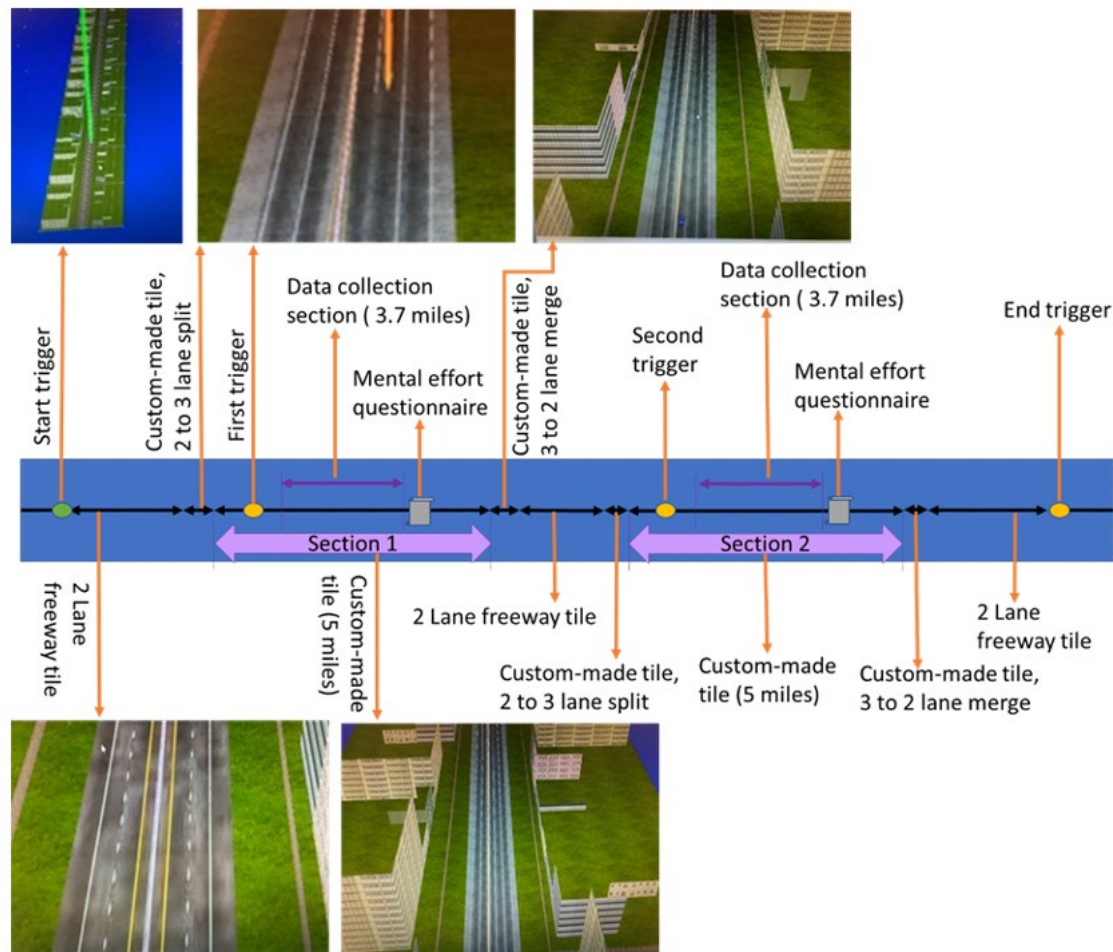 Start trigger
Custom-made tile,
2 to 3 lane split
First trigger
Data collection
section ( 3.7 miles)
Mental effort
questionnaire
Custom-made tile,
3 to 2 lane merge
Second
trigger
Data collection
section ( 3.7 miles)
Mental effort
questionnaire
End trigger
Section 1
Section 2
2 Lane
freeway tile
Custom-made
tile (5 miles)
2 Lane freeway tile
Custom-made tile,
2 to 3 lane split
Custom-made
tile (5 miles)
Custom-made tile,
3 to 2 lane merge
2 Lane
freeway tile